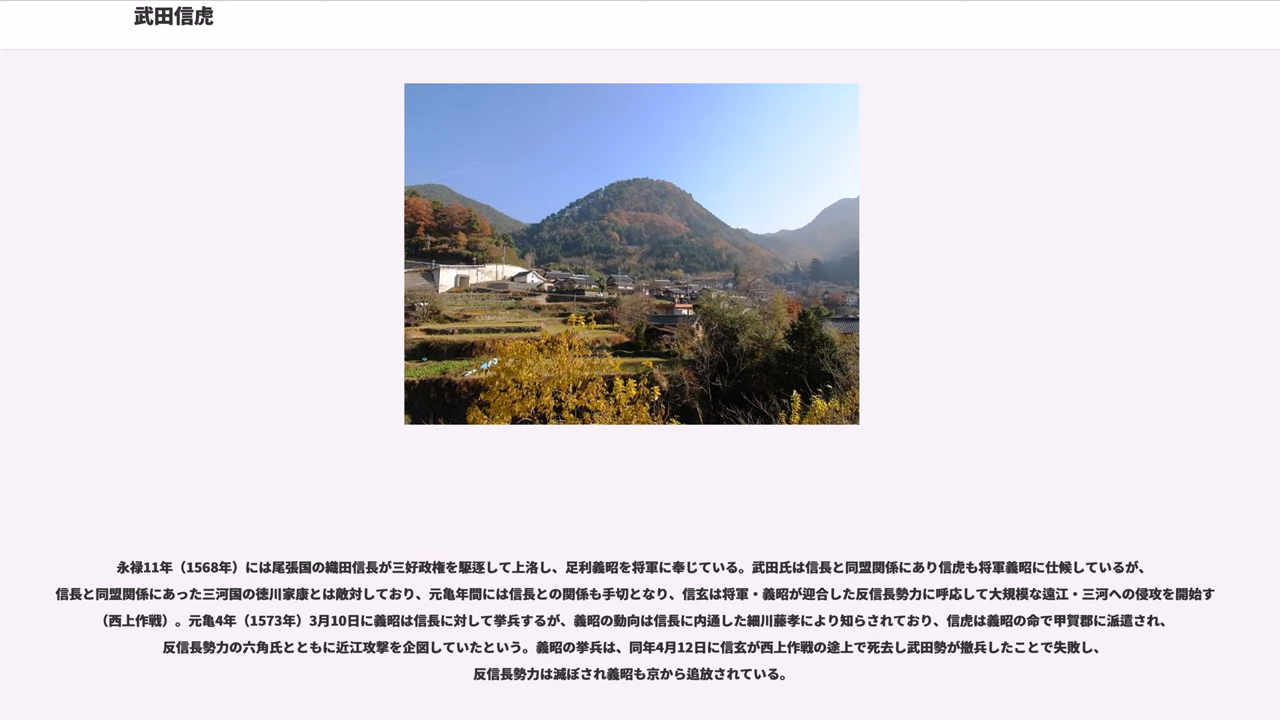 武田信虎
永禄11年（1568年）には尾張国の織田信長が三好政権を駆逐して上洛し、足利義昭を将軍に奉じている。武田氏は信長と同盟関係にあり信虎も将軍義昭に仕候しているが、
信長と同盟関係にあった三河国の徳川家康とは敵対しており、元亀年間には信長との関係も手切となり、信玄は将軍・義昭が迎合した反信長勢力に呼応して大規模な遠江・三河への侵攻を開始す
（西上作戦）。元亀4年（1573年）3月10日に義昭は信長に対して挙兵するが、義昭の動向は信長に内通した細川藤孝により知らされており、信虎は義昭の命で甲賀郡に派遣され、
反信長勢力の六角氏とともに近江攻撃を企図していたという。義昭の挙兵は、同年4月12日に信玄が西上作戦の途上で死去し武田勢が撤兵したことで失敗し、
反信長勢力は滅ぼされ義昭も京から追放されている。